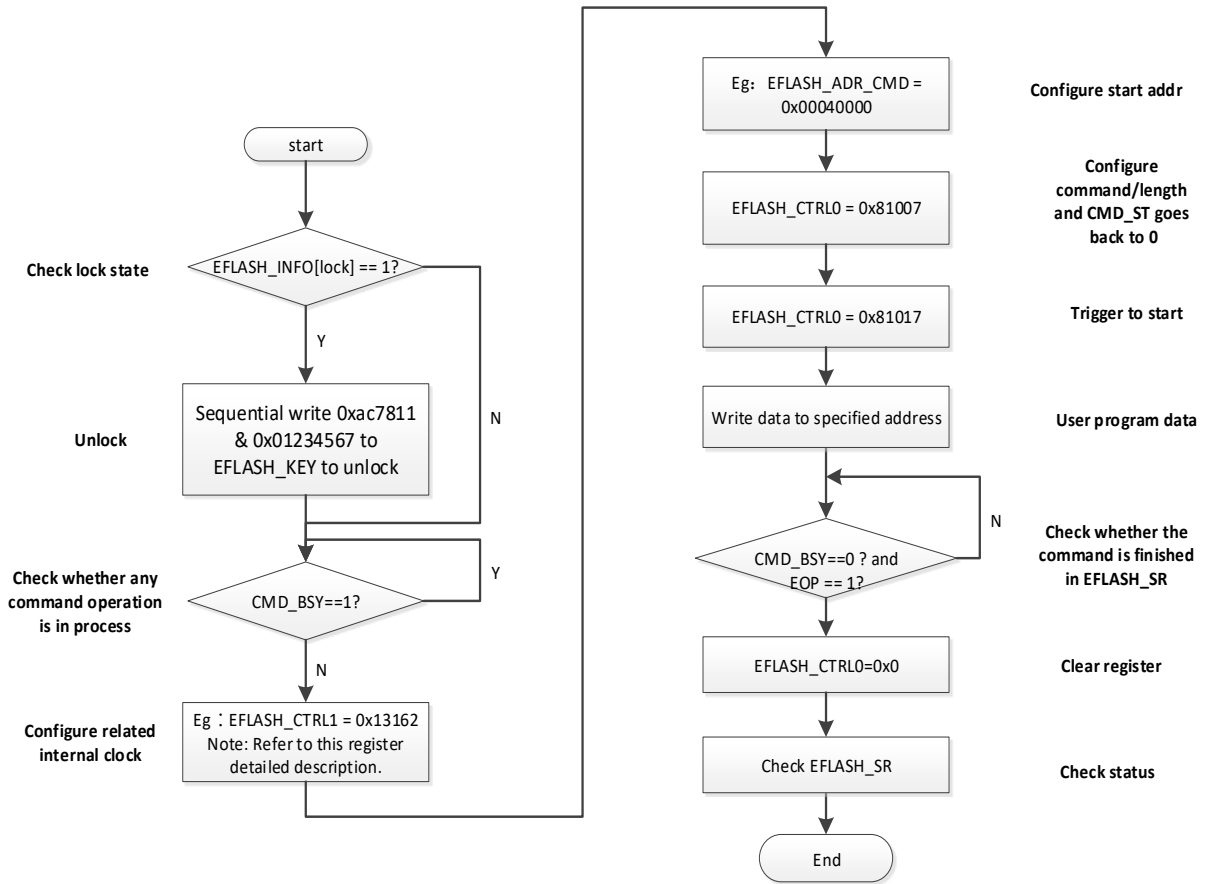 start
Check lock state
EFLASH_INFO[lock] == 1?
Y
N
Unlock
Sequential write 0xac7811
& 0x01234567 to
EFLASH_KEY to unlock
Check whether any
command operation
is in process
CMD_BSY==1?
Y
N
Configure related
internal clock
Eg：EFLASH_CTRL1 = 0x13162
Note: Refer to this register
detailed description.
Eg：EFLASH_ADR_CMD =
0x00040000
Configure start addr
EFLASH_CTRL0 = 0x81007
Configure
command/length
and CMD_ST goes
back to 0
EFLASH_CTRL0 = 0x81017
Trigger to start
Write data to specified address
User program data
CMD_BSY==0 ? and
EOP == 1?
N
Check whether the
command is finished
in EFLASH_SR
EFLASH_CTRL0=0x0
Clear register
Check EFLASH_SR
Check status
End